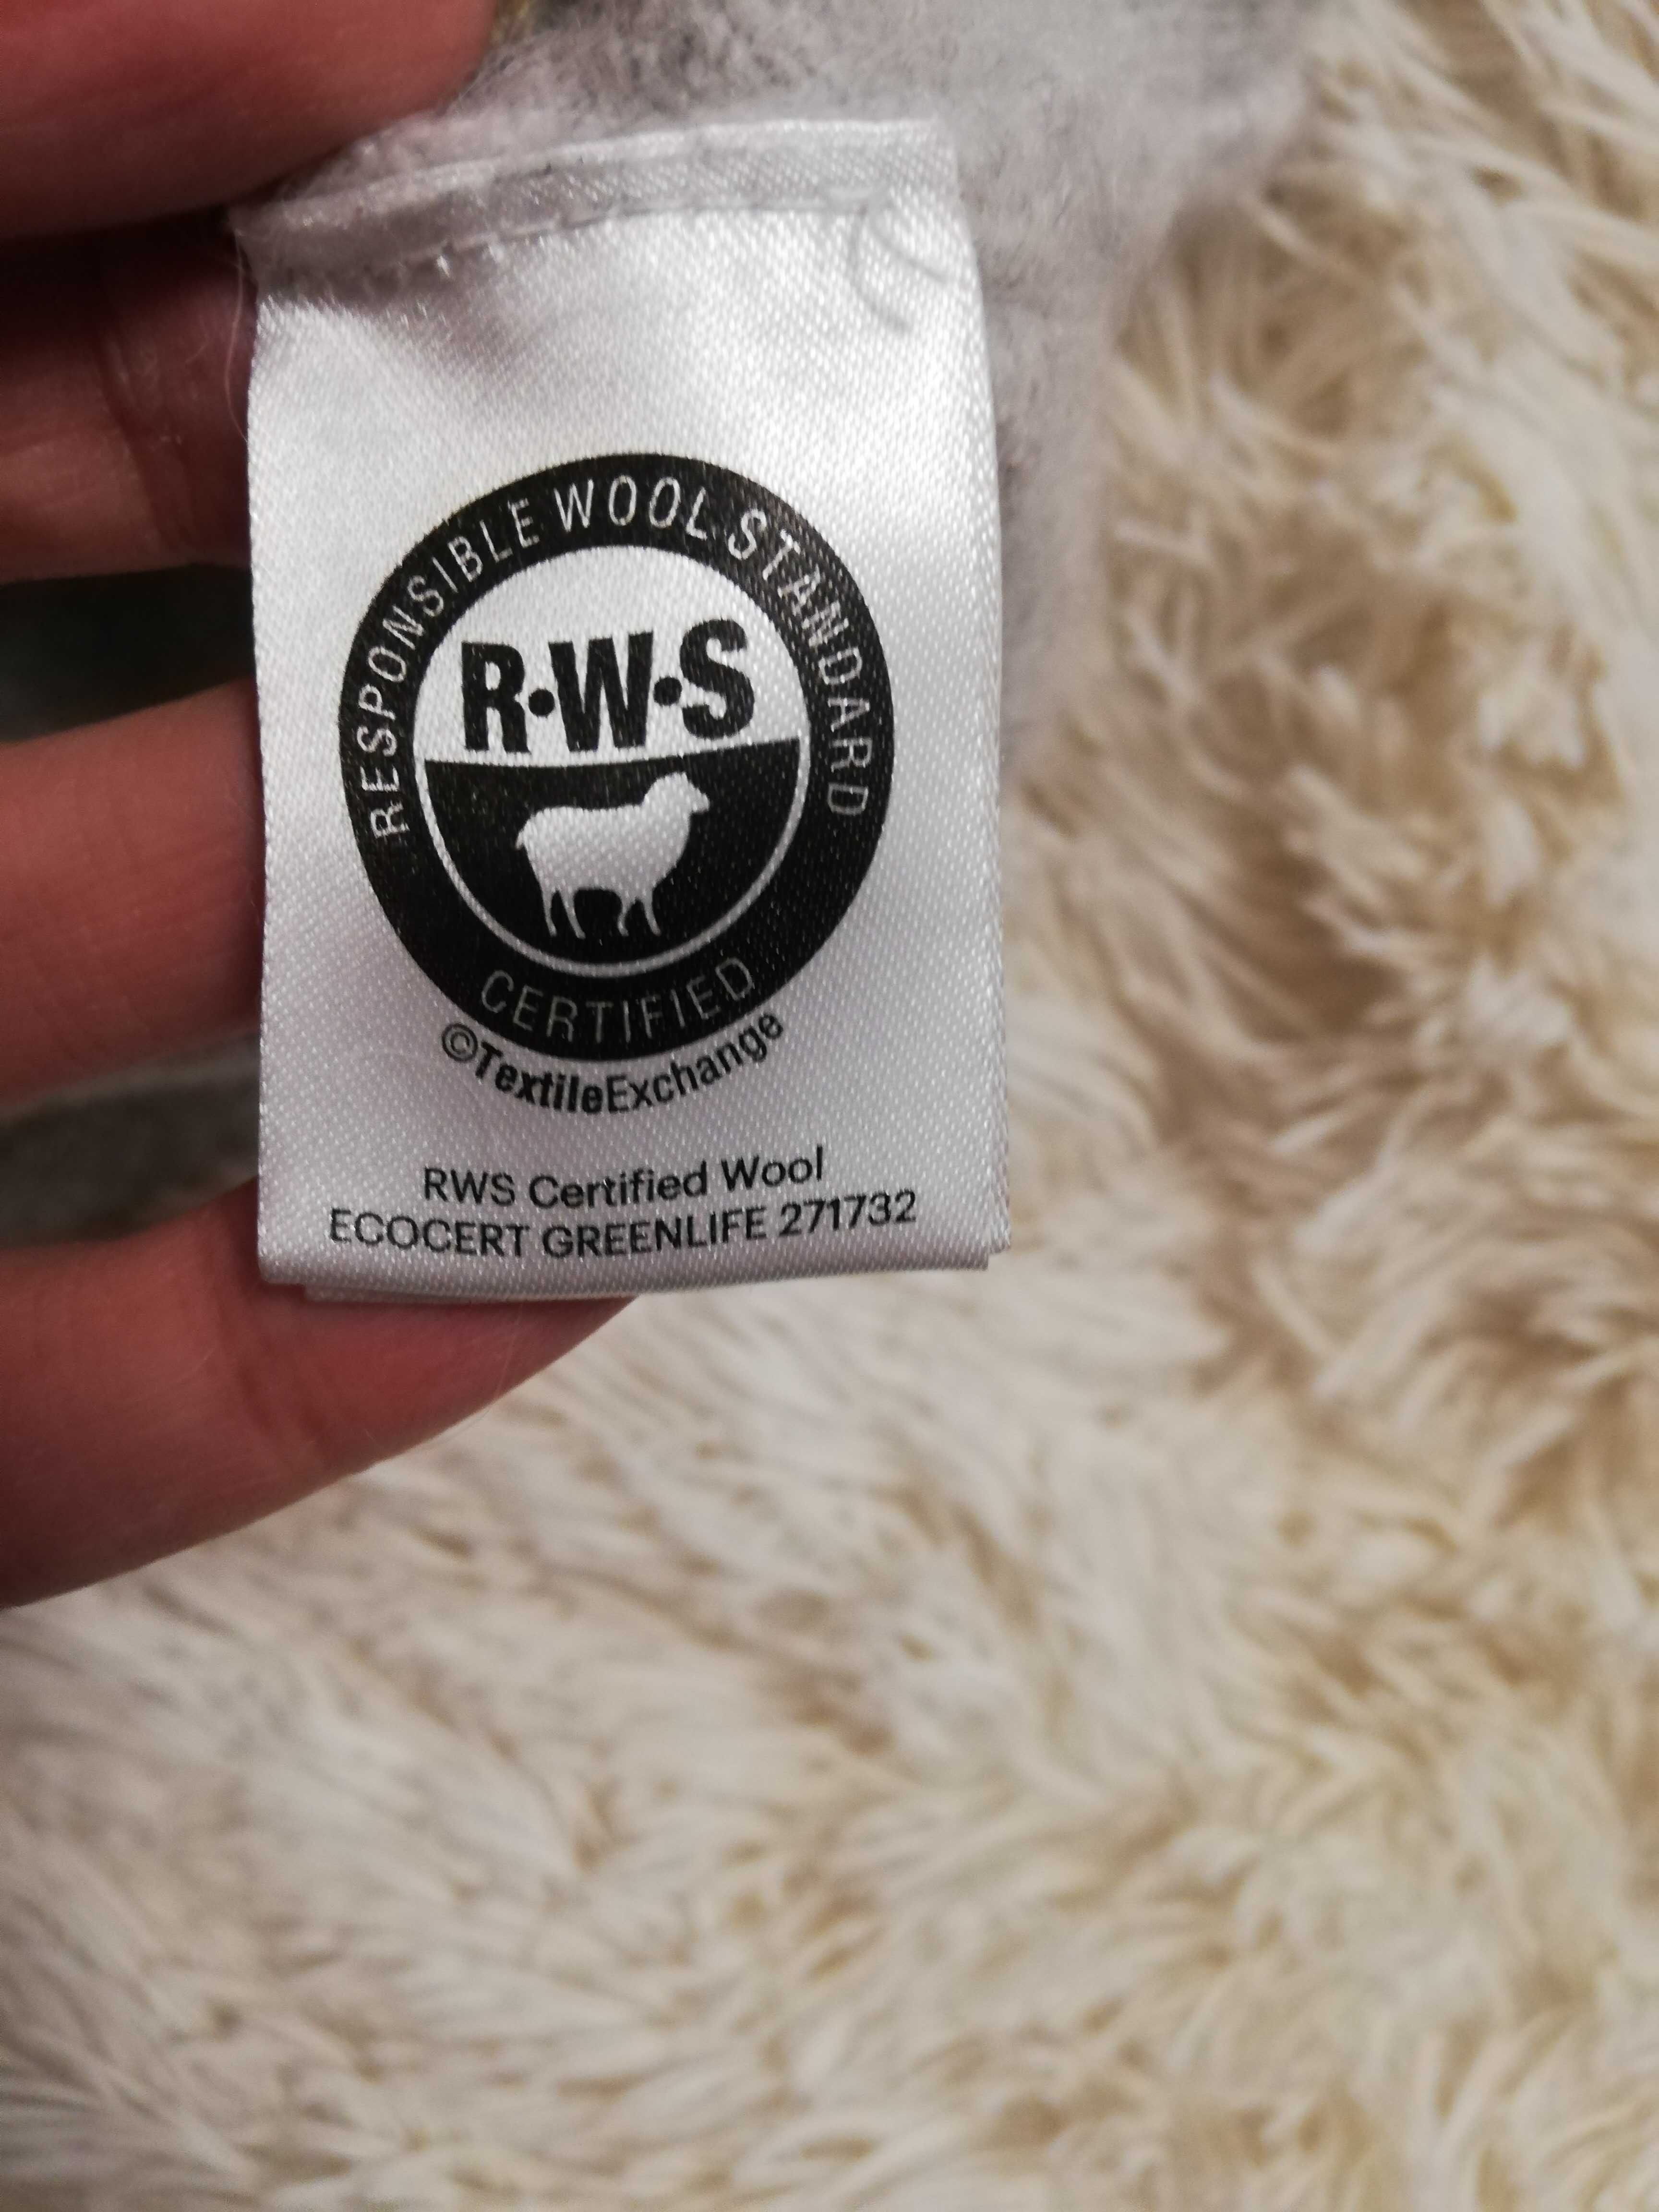 RESPONSIBLE WOOL STANDARD
R·W·S
CERTIFIED
©TextileExchange
RWS Certified Wool
ECOCERT GREENLIFE 271732